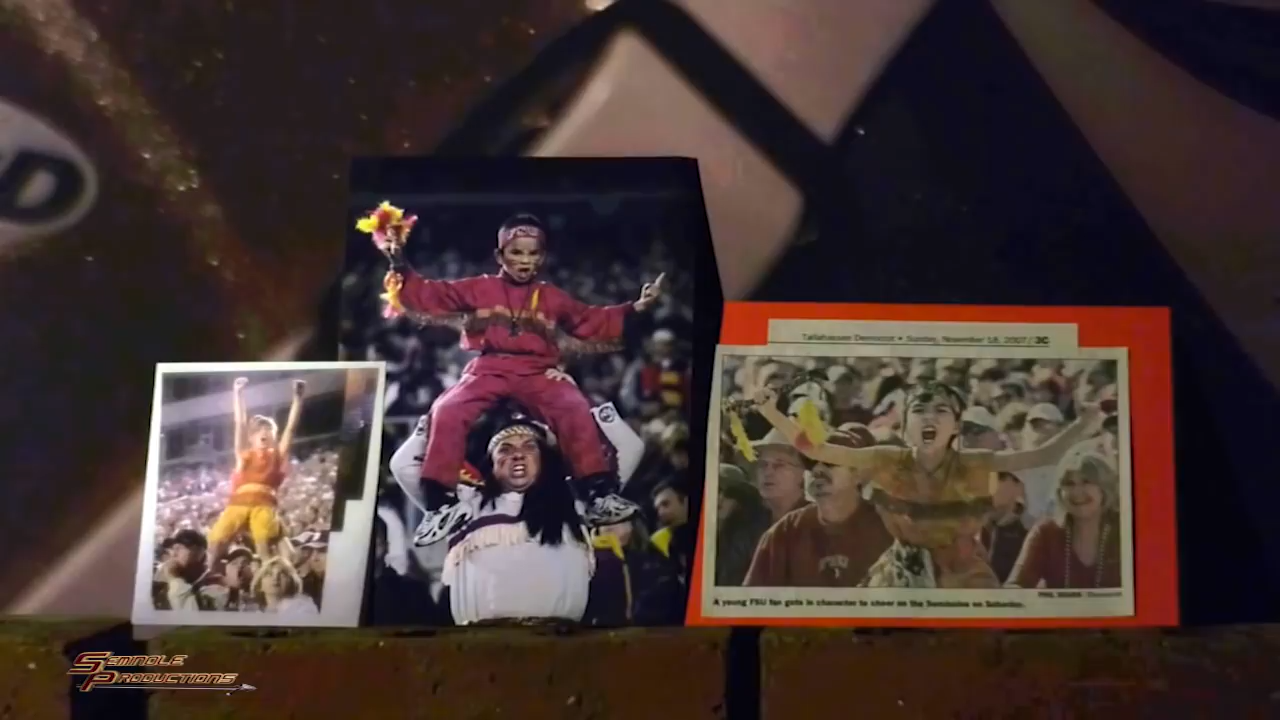 D
Tallahassee Democrat • Sunday, November 18, 2007 / 3C
FSU
A young FSU fan gets in character to cheer on the Seminoles on Saturday.
SEMINOLE
PRODUCTIONS